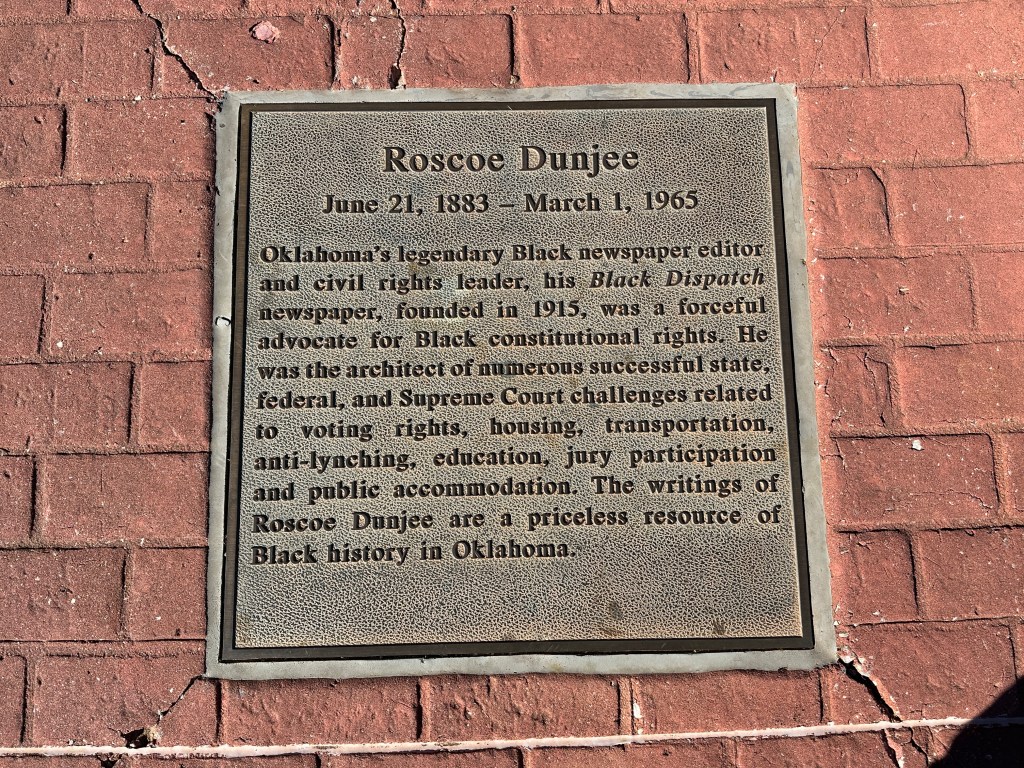 Roscoe Dunjee
June 21, 1883 – March 1, 1965
Oklahoma's legendary Black newspaper editor
and civil rights leader, his Black Dispatch
newspaper, founded in 1915, was a forceful
advocate for Black constitutional rights. He
was the architect of numerous successful state,
federal, and Supreme Court challenges related
to voting rights, housing, transportation,
anti-lynching, education, jury participation
and public accommodation. The writings of
Roscoe Dunjee are a priceless resource of
Black history in Oklahoma.